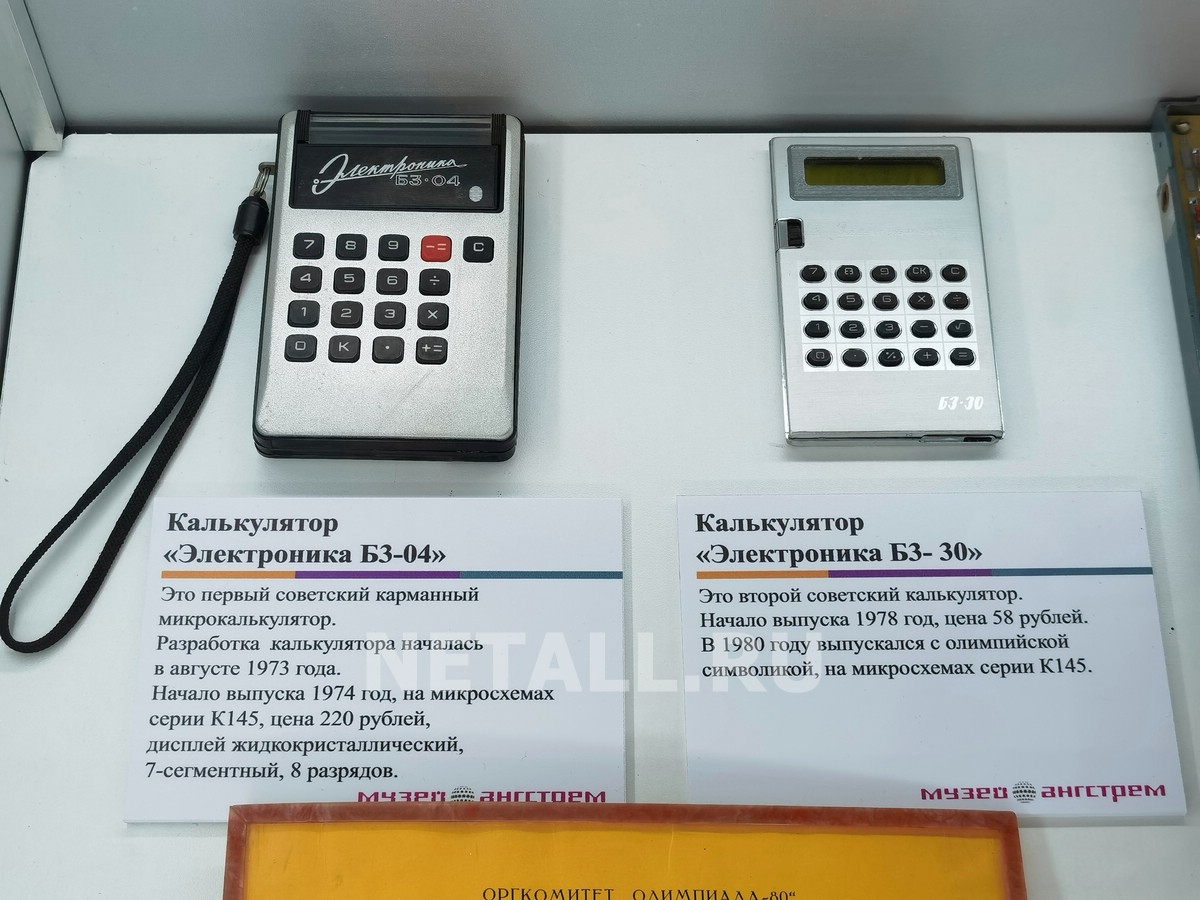 Электроника
Б3·04
7 8 9 -= C
4 5 6 ÷
1 2 3 X
0 K · +=
7 8 9 CK C
4 5 6 X ÷
1 2 3 - √
0 · % + =
Б3-30
Калькулятор
«Электроника Б3-04»
Это первый советский карманный
микрокалькулятор.
Разработка калькулятора началась
в августе 1973 года.
Начало выпуска 1974 год, на микросхемах
серии К145, цена 220 рублей,
дисплей жидкокристаллический,
7-сегментный, 8 разрядов.
музей ангстрем
Калькулятор
«Электроника Б3- 30»
Это второй советский калькулятор.
Начало выпуска 1978 год, цена 58 рублей.
В 1980 году выпускался с олимпийской
символикой, на микросхемах серии К145.
музей ангстрем
NETALL.RU
ОРГКОМИТЕТ „ОЛИМПИАДА-80“